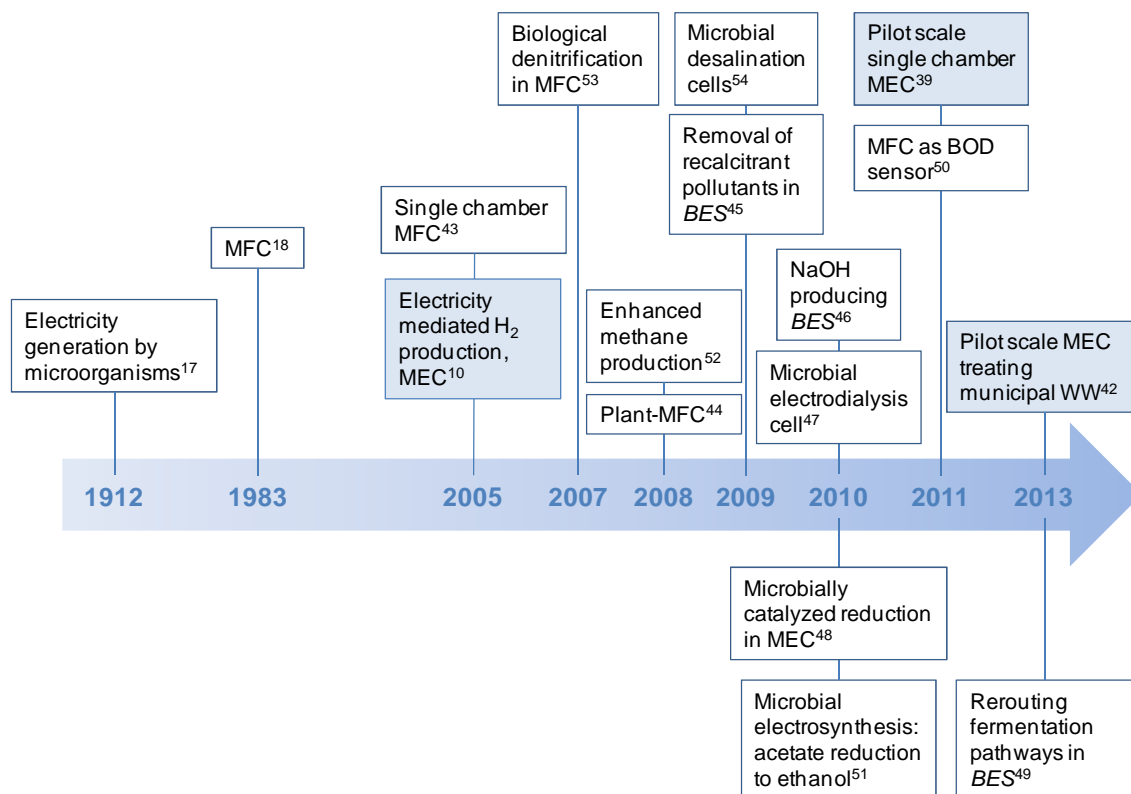 Biological
denitrification
in MFC⁵³
Microbial
desalination
cells⁵⁴
Pilot scale
single chamber
MEC³⁹
Removal of
recalcitrant
pollutants in
BES⁴⁵
MFC as BOD
sensor⁵⁰
Single chamber
MFC⁴³
MFC¹⁸
Electricity
generation by
microorganisms¹⁷
Electricity
mediated H₂
production,
MEC¹⁰
Enhanced
methane
production⁵²
Plant-MFC⁴⁴
NaOH
producing
BES⁴⁶
Microbial
electrodialysis
cell⁴⁷
Pilot scale MEC
treating
municipal WW⁴²
1912 1983 2005 2007 2008 2009 2010 2011 2013
Microbially
catalyzed reduction
in MEC⁴⁸
Microbial
electrosynthesis:
acetate reduction
to ethanol⁵¹
Rerouting
fermentation
pathways in
BES⁴⁹